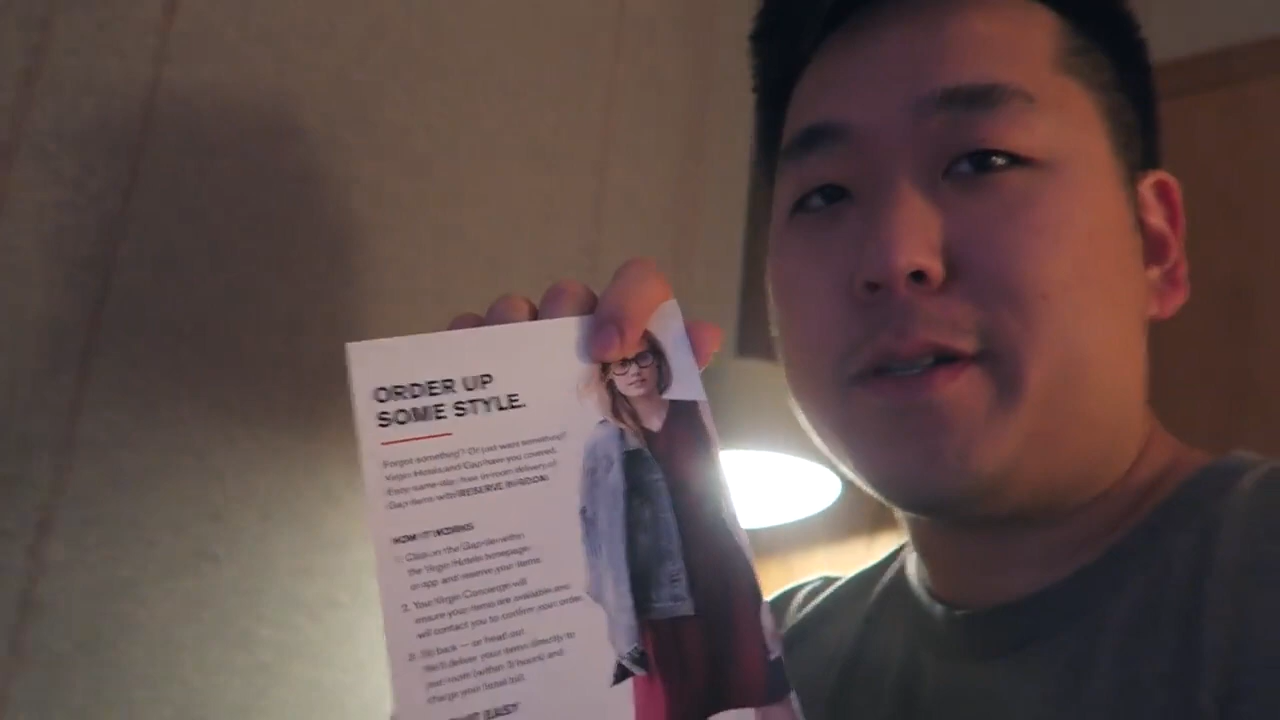 ORDER UP
SOME STYLE.
Forgot something? Or just want something?
Virgin Hotels and Gap have you covered.
Easy same-day, free in-room delivery of
Gap items with RESERVE IN ROOM.
HOW IT WORKS
1. Click on the Gap site within
the Virgin Hotels homepage
or app and reserve your items.
2. Your Virgin Concierge will
ensure your items are available and
will contact you to confirm your order.
3. Sit back — or head out.
We'll deliver your items directly to
your room (within 3 hours) and
charge your hotel bill.
EASY